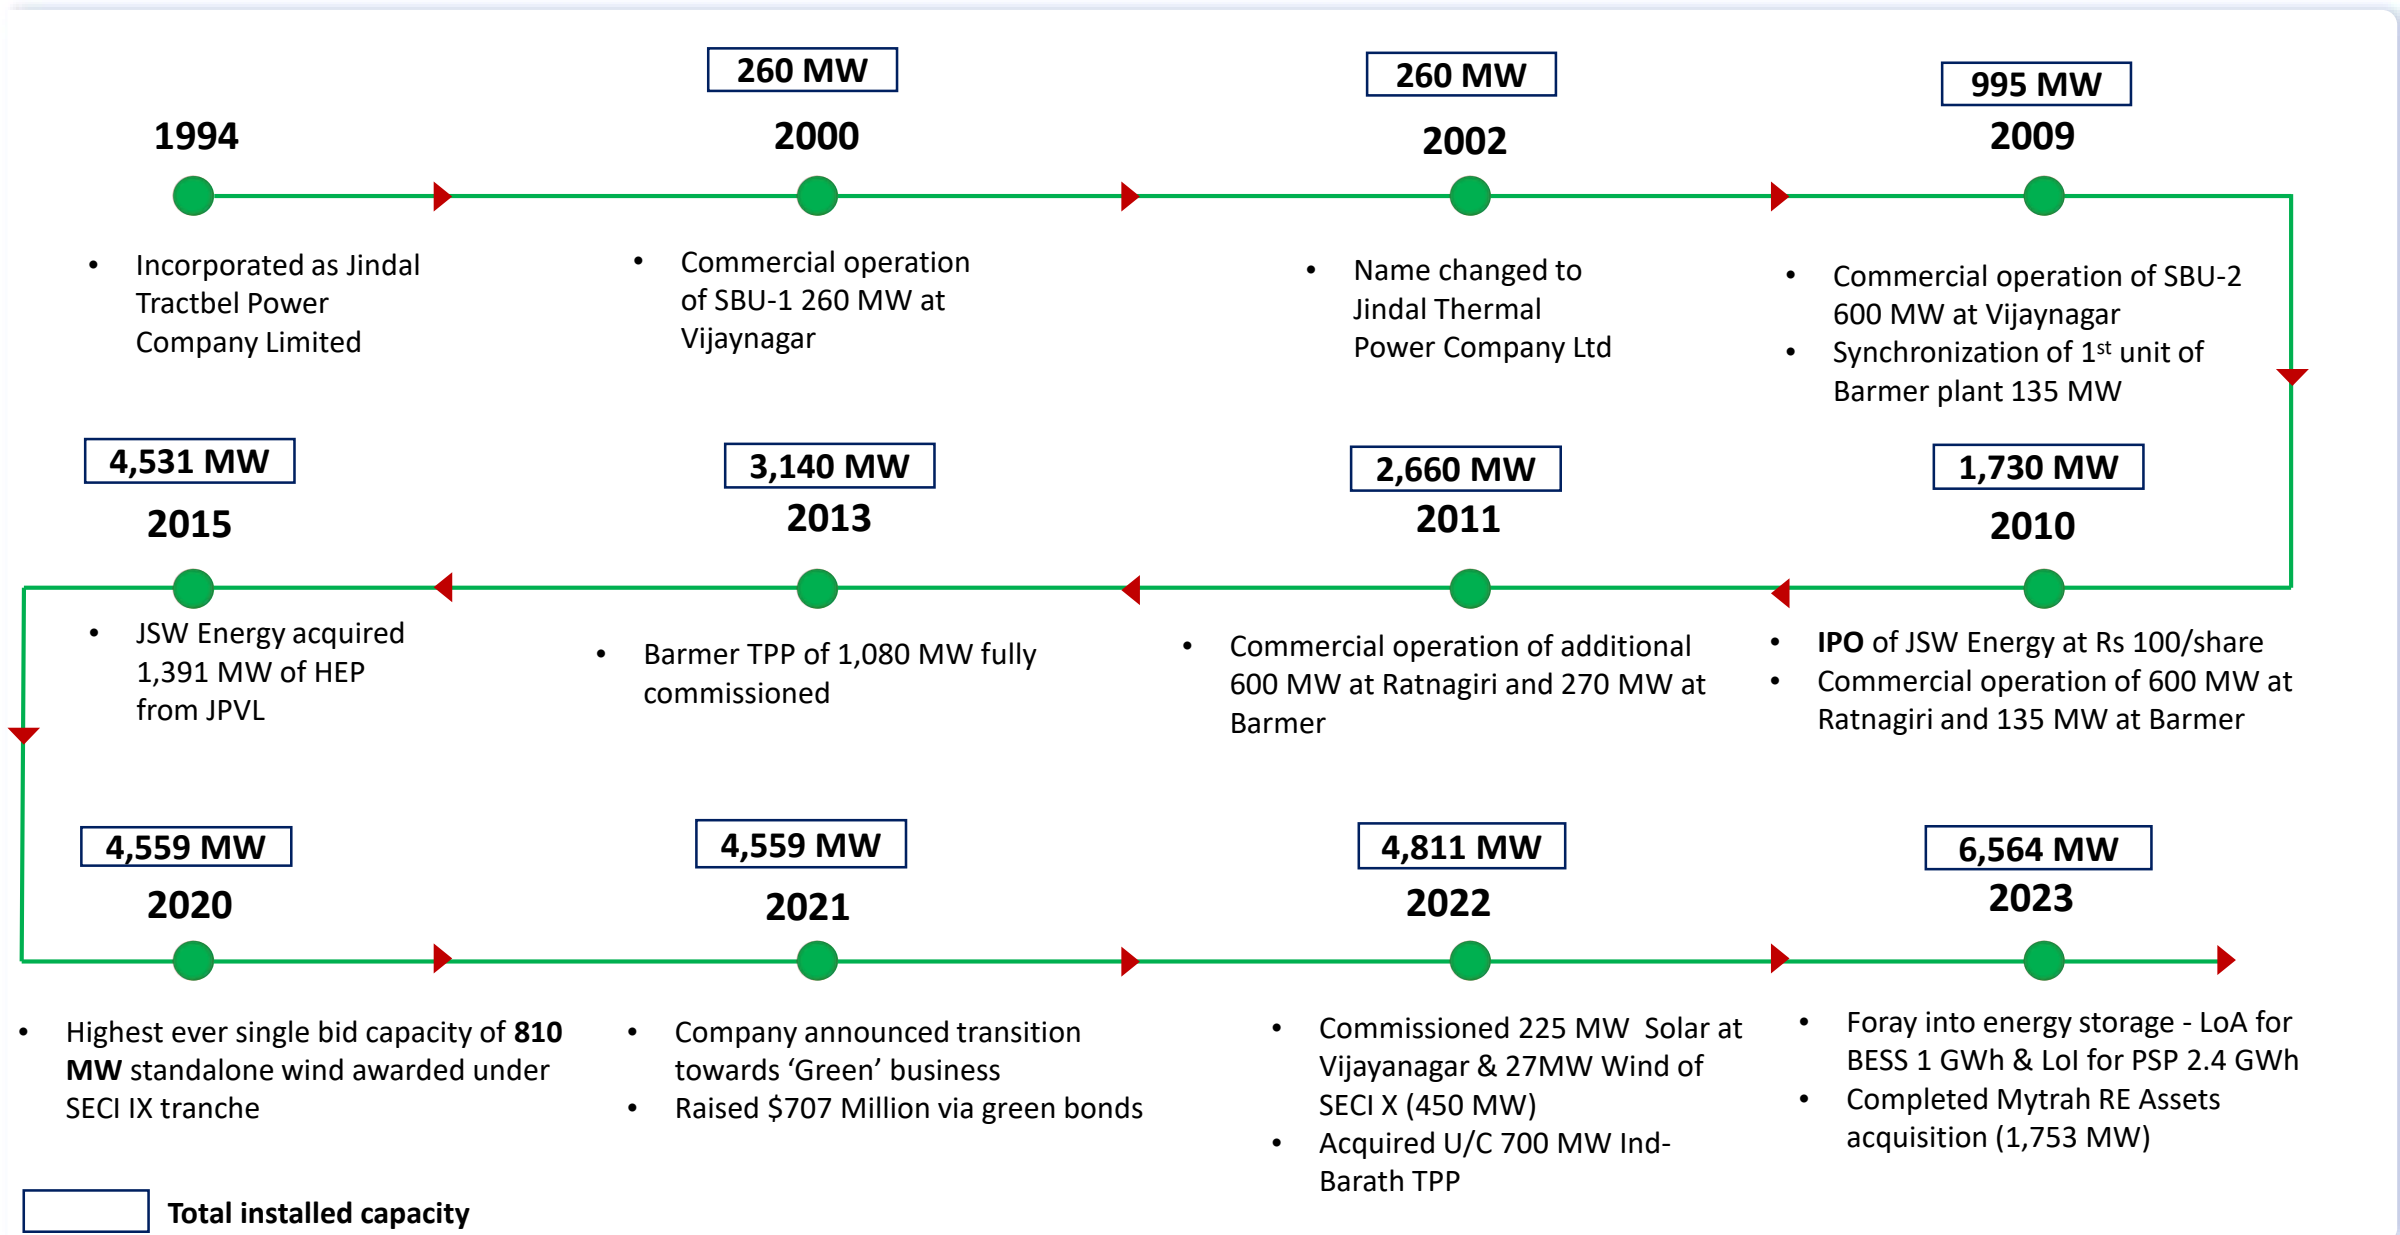 260 MW
260 MW
995 MW
1994
2000
2002
2009
• Incorporated as Jindal
Tractbel Power
Company Limited
• Commercial operation
of SBU-1 260 MW at
Vijaynagar
• Name changed to
Jindal Thermal
Power Company Ltd
• Commercial operation of SBU-2
600 MW at Vijaynagar
• Synchronization of 1st unit of
Barmer plant 135 MW
1,730 MW
2010
• IPO of JSW Energy at Rs 100/share
• Commercial operation of 600 MW at
Ratnagiri and 135 MW at Barmer
2,660 MW
2011
• Commercial operation of additional
600 MW at Ratnagiri and 270 MW at
Barmer
3,140 MW
2013
• Barmer TPP of 1,080 MW fully
commissioned
4,531 MW
2015
• JSW Energy acquired
1,391 MW of HEP
from JPVL
4,559 MW
2020
• Highest ever single bid capacity of 810
MW standalone wind awarded under
SECI IX tranche
4,559 MW
2021
• Company announced transition
towards ‘Green’ business
• Raised $707 Million via green bonds
4,811 MW
2022
• Commissioned 225 MW  Solar at
Vijayanagar & 27MW Wind of
SECI X (450 MW)
• Acquired U/C 700 MW Ind-
Barath TPP
6,564 MW
2023
• Foray into energy storage - LoA for
BESS 1 GWh & LoI for PSP 2.4 GWh
• Completed Mytrah RE Assets
acquisition (1,753 MW)
Total installed capacity